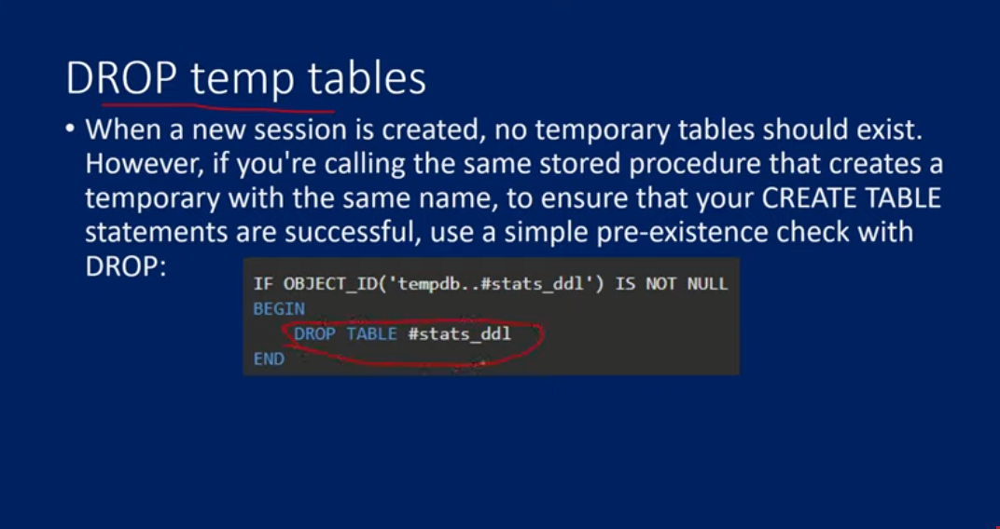 DROP temp tables
• When a new session is created, no temporary tables should exist.
However, if you're calling the same stored procedure that creates a
temporary with the same name, to ensure that your CREATE TABLE
statements are successful, use a simple pre-existence check with
DROP:
IF OBJECT_ID('tempdb..#stats_ddl') IS NOT NULL
BEGIN
    DROP TABLE #stats_ddl
END